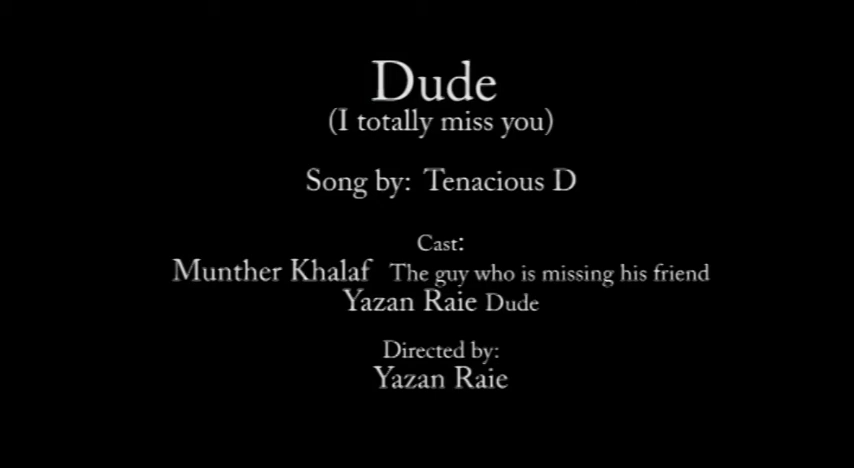 Dude
(I totally miss you)
Song by: Tenacious D
Cast:
Munther Khalaf The guy who is missing his friend
Yazan Raie Dude
Directed by:
Yazan Raie